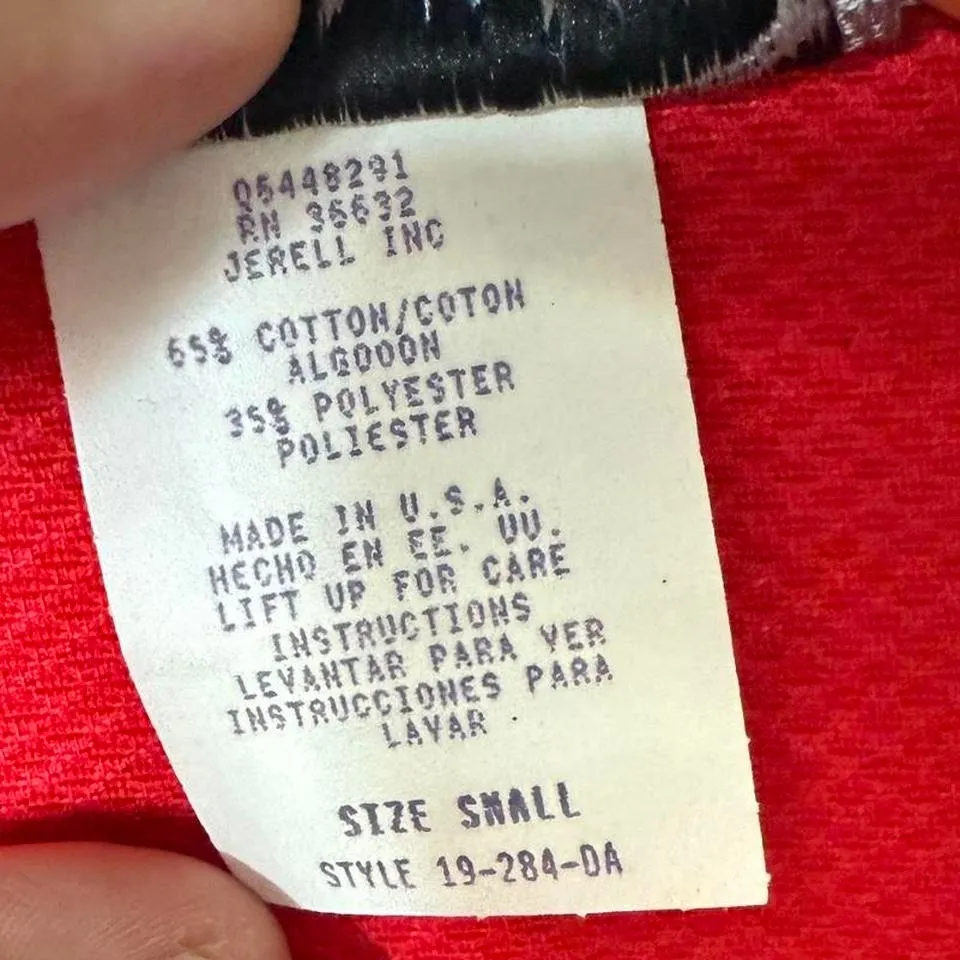 Q5448291
RN 36632
JERELL INC
65% COTTON/COTON
ALGODON
35% POLYESTER
POLIESTER
MADE IN U.S.A.
HECHO EN EE. UU.
LIFT UP FOR CARE
INSTRUCTIONS
LEVANTAR PARA VER
INSTRUCCIONES PARA
LAVAR
SIZE SMALL
STYLE 19-284-DA